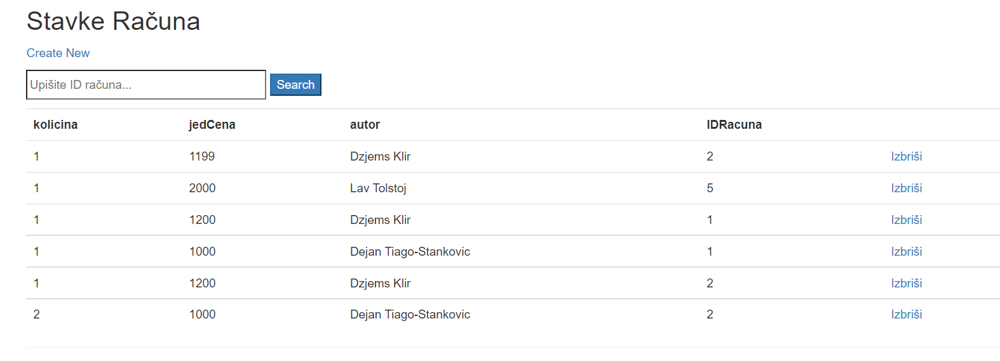 Stavke Računa
Create New
Upišite ID računa... Search
kolicina jedCena autor IDRacuna
1 1199 Dzjems Klir 2 Izbriši
1 2000 Lav Tolstoj 5 Izbriši
1 1200 Dzjems Klir 1 Izbriši
1 1000 Dejan Tiago-Stankovic 1 Izbriši
1 1200 Dzjems Klir 2 Izbriši
2 1000 Dejan Tiago-Stankovic 2 Izbriši